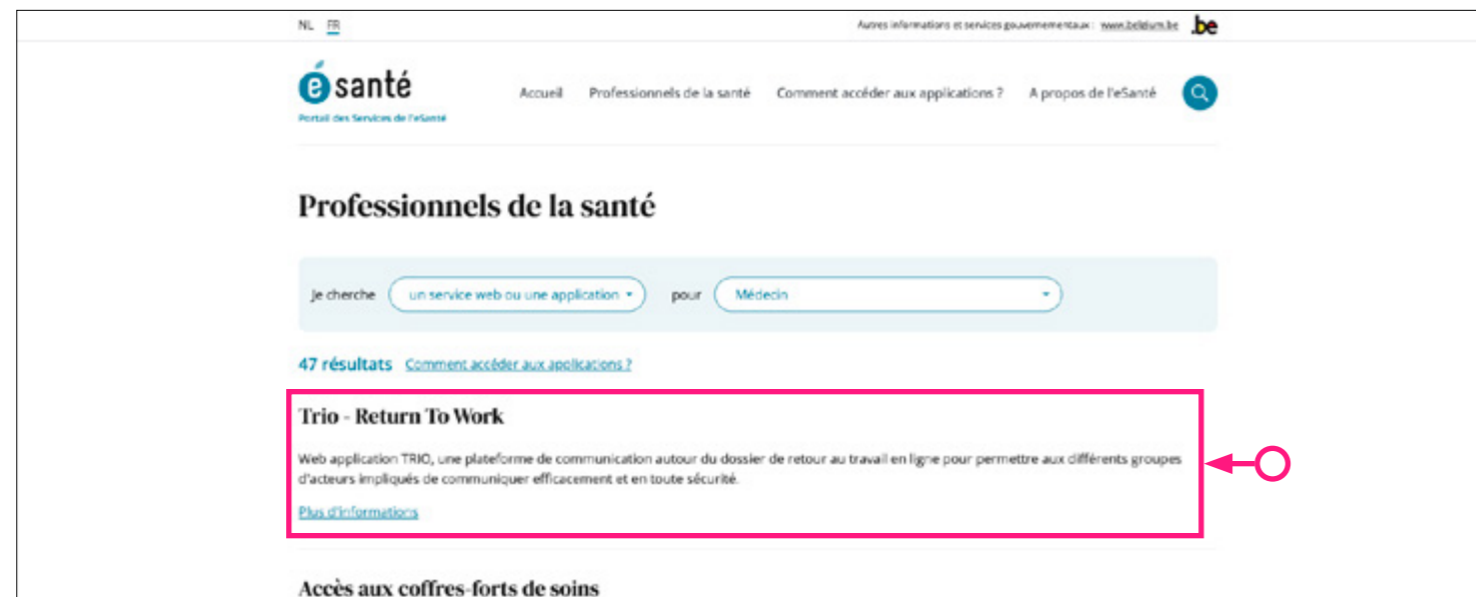 NL FR
Autres informations et services gouvernementaux : www.belgium.be .be
é santé
Portail des Services de l'eSanté
Accueil Professionnels de la santé Comment accéder aux applications ? A propos de l'eSanté
Professionnels de la santé
Je cherche un service web ou une application pour Médecin
47 résultats Comment accéder aux applications ?
Trio - Return To Work
Web application TRIO, une plateforme de communication autour du dossier de retour au travail en ligne pour permettre aux différents groupes
d'acteurs impliqués de communiquer efficacement et en toute sécurité.
Plus d'informations
Accès aux coffres-forts de soins